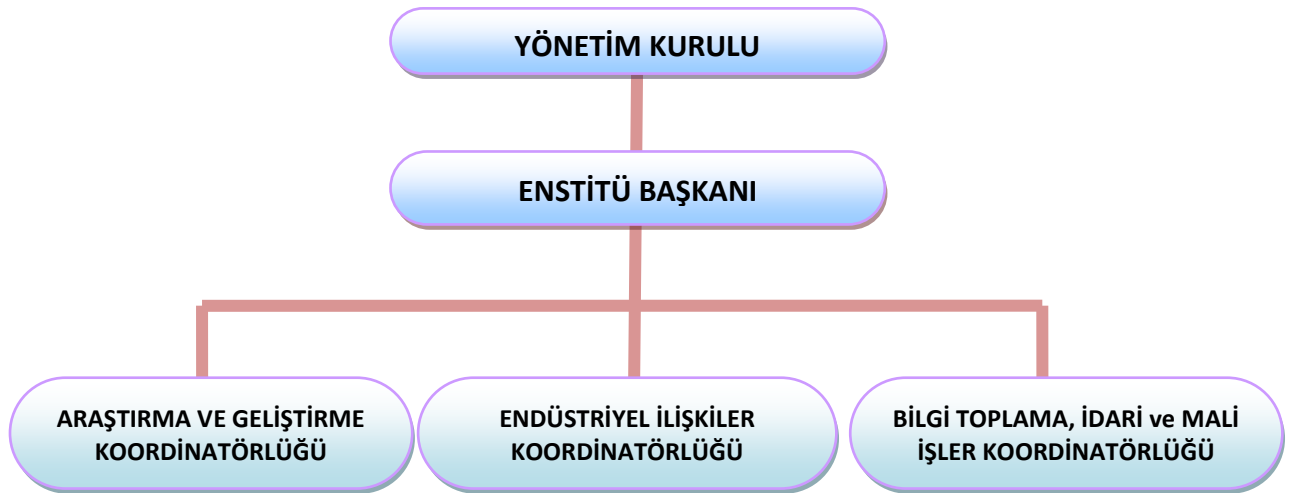 YÖNETİM KURULU
ENSTİTÜ BAŞKANI
ARAŞTIRMA VE GELİŞTİRME
KOORDİNATÖRLÜĞÜ
ENDÜSTRİYEL İLİŞKİLER
KOORDİNATÖRLÜĞÜ
BİLGİ TOPLAMA, İDARİ ve MALİ
İŞLER KOORDİNATÖRLÜĞÜ